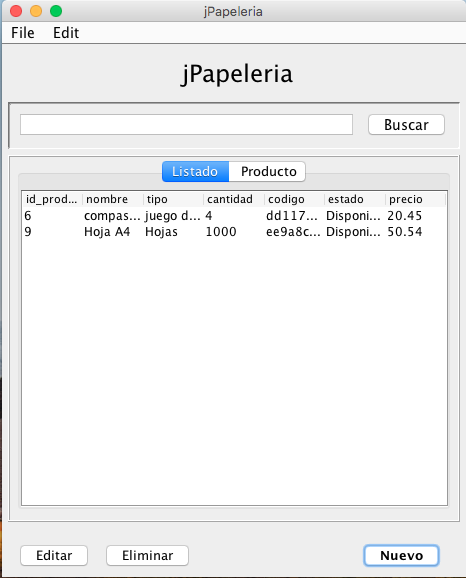 jPapeleria
File Edit
jPapeleria
Buscar
Listado Producto
id_prod... nombre tipo cantidad codigo estado precio
6 compas... juego d... 4 dd117... Disponi... 20.45
9 Hoja A4 Hojas 1000 ee9a8c... Disponi... 50.54
Editar Eliminar Nuevo